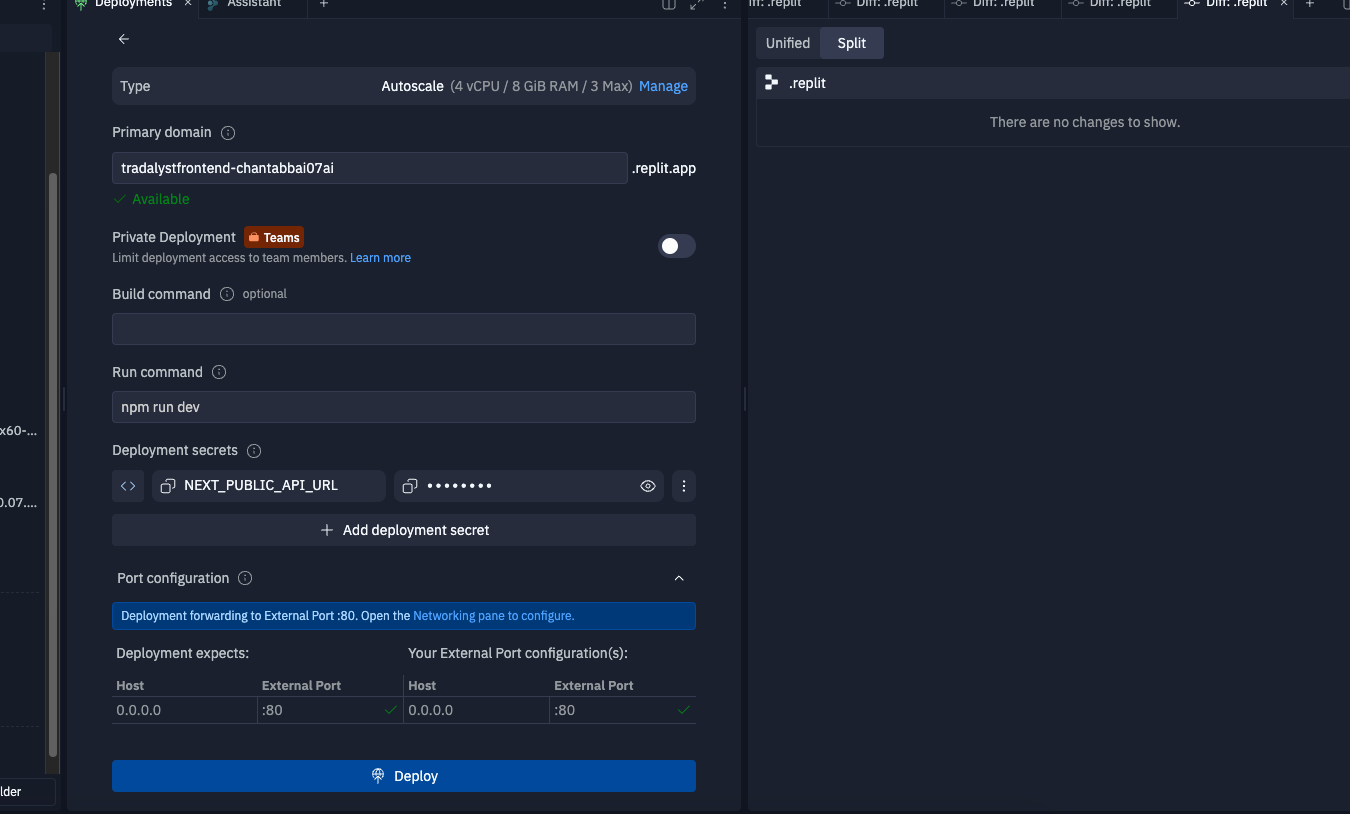 Deployments
Assistant
Type
Autoscale (4 vCPU / 8 GiB RAM / 3 Max) Manage
Primary domain
tradalystfrontend-chantabbai07ai
.replit.app
Available
Private Deployment
Teams
Limit deployment access to team members. Learn more
Build command
optional
Run command
npm run dev
Deployment secrets
NEXT_PUBLIC_API_URL
••••••••
Add deployment secret
Port configuration
Deployment forwarding to External Port :80. Open the Networking pane to configure.
Deployment expects:
Your External Port configuration(s):
Host External Port Host External Port
0.0.0.0 :80 0.0.0.0 :80
Deploy
x60-...
0.07....
lder
ff: .replit
Diff: .replit
Diff: .replit
Diff: .replit
Diff: .replit
Unified
Split
.replit
There are no changes to show.